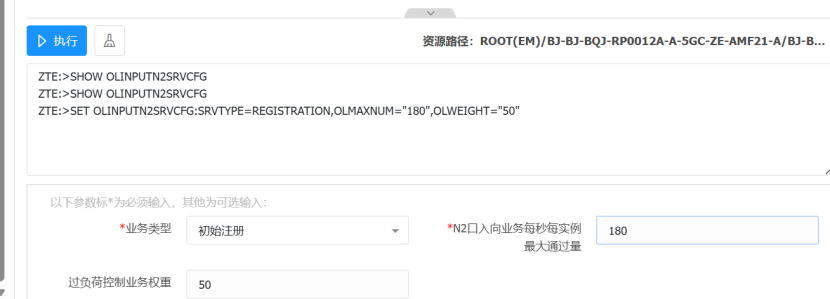 执行
资源路径：ROOT(EM)/BJ-BJ-BQJ-RP0012A-A-5GC-ZE-AMF21-A/BJ-B...
ZTE:>SHOW OLINPUTN2SRVCFG
ZTE:>SHOW OLINPUTN2SRVCFG
ZTE:>SET OLINPUTN2SRVCFG:SRVTYPE=REGISTRATION,OLMAXNUM="180",OLWEIGHT="50"
以下参数标*为必须输入，其他为可选输入：
*业务类型
初始注册
*N2口入向业务每秒每实例
最大通过量
180
过负荷控制业务权重
50